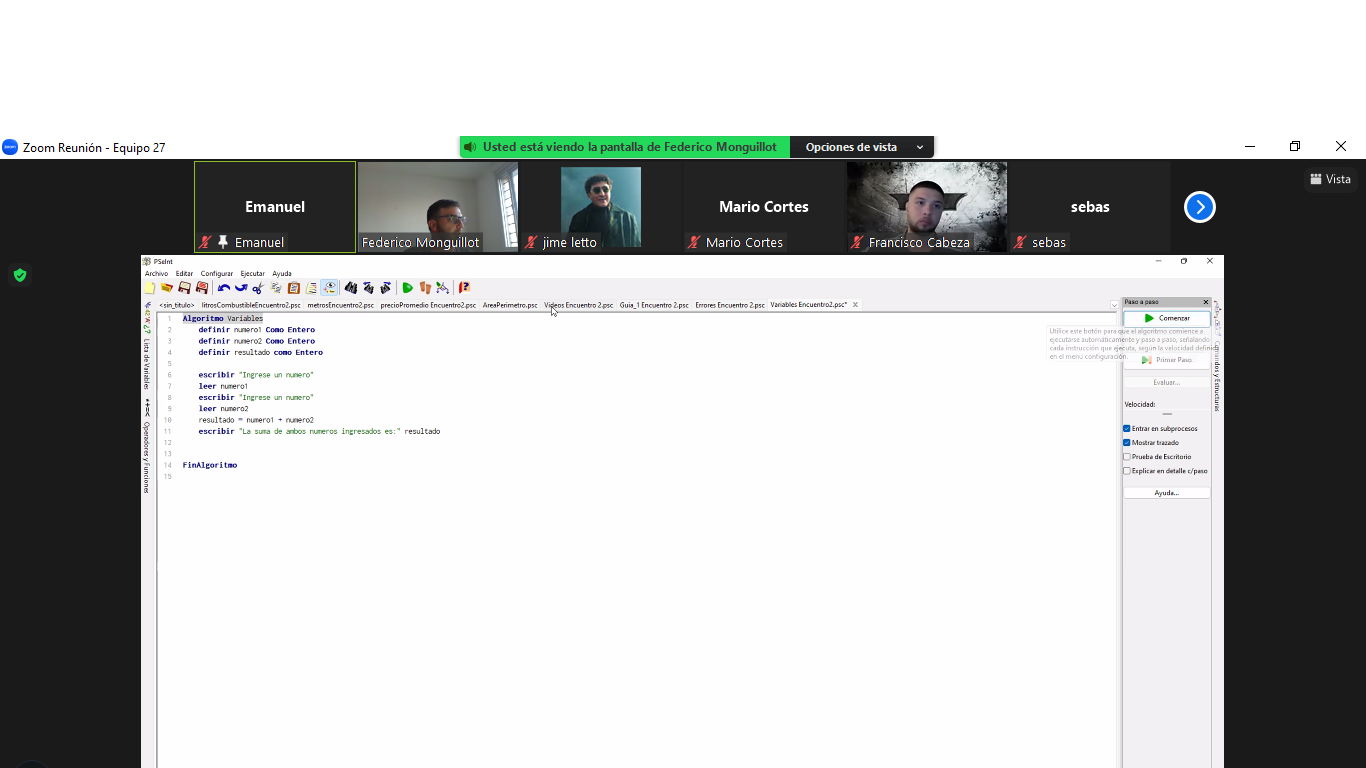 Zoom Reunión - Equipo 27
Usted está viendo la pantalla de Federico Monguillot
Opciones de vista
Vista
Emanuel
Mario Cortes
sebas
Emanuel
Federico Monguillot
jime letto
Mario Cortes
Francisco Cabeza
sebas
PSeInt
Archivo Editar Configurar Ejecutar Ayuda
<sin_titulo> litrosCombustibleEncuentro2.psc metrosEncuentro2.psc precioPromedio Encuentro2.psc AreaPerimetro.psc Videos Encuentro 2.psc Guia_1 Encuentro 2.psc Errores Encuentro 2.psc Variables Encuentro2.psc*
Lista de Variables
Operadores y Funciones
1 Algoritmo Variables
2 definir numero1 Como Entero
3 definir numero2 Como Entero
4 definir resultado como Entero
5
6 escribir "Ingrese un numero"
7 leer numero1
8 escribir "Ingrese un numero"
9 leer numero2
10 resultado = numero1 + numero2
11 escribir "La suma de ambos numeros ingresados es:" resultado
12
13
14 FinAlgoritmo
15
Paso a paso
Comenzar
Utilice este botón para que el algoritmo comience a
ejecutarse automáticamente y paso a paso, señalando
cada instrucción que ejecuta, según la velocidad defini
en el menu configuración.
Primer Paso
Evaluar...
Velocidad:
Entrar en subprocesos
Mostrar trazado
Prueba de Escritorio
Explicar en detalle c/paso
Ayuda...
Comandos y Estructuras